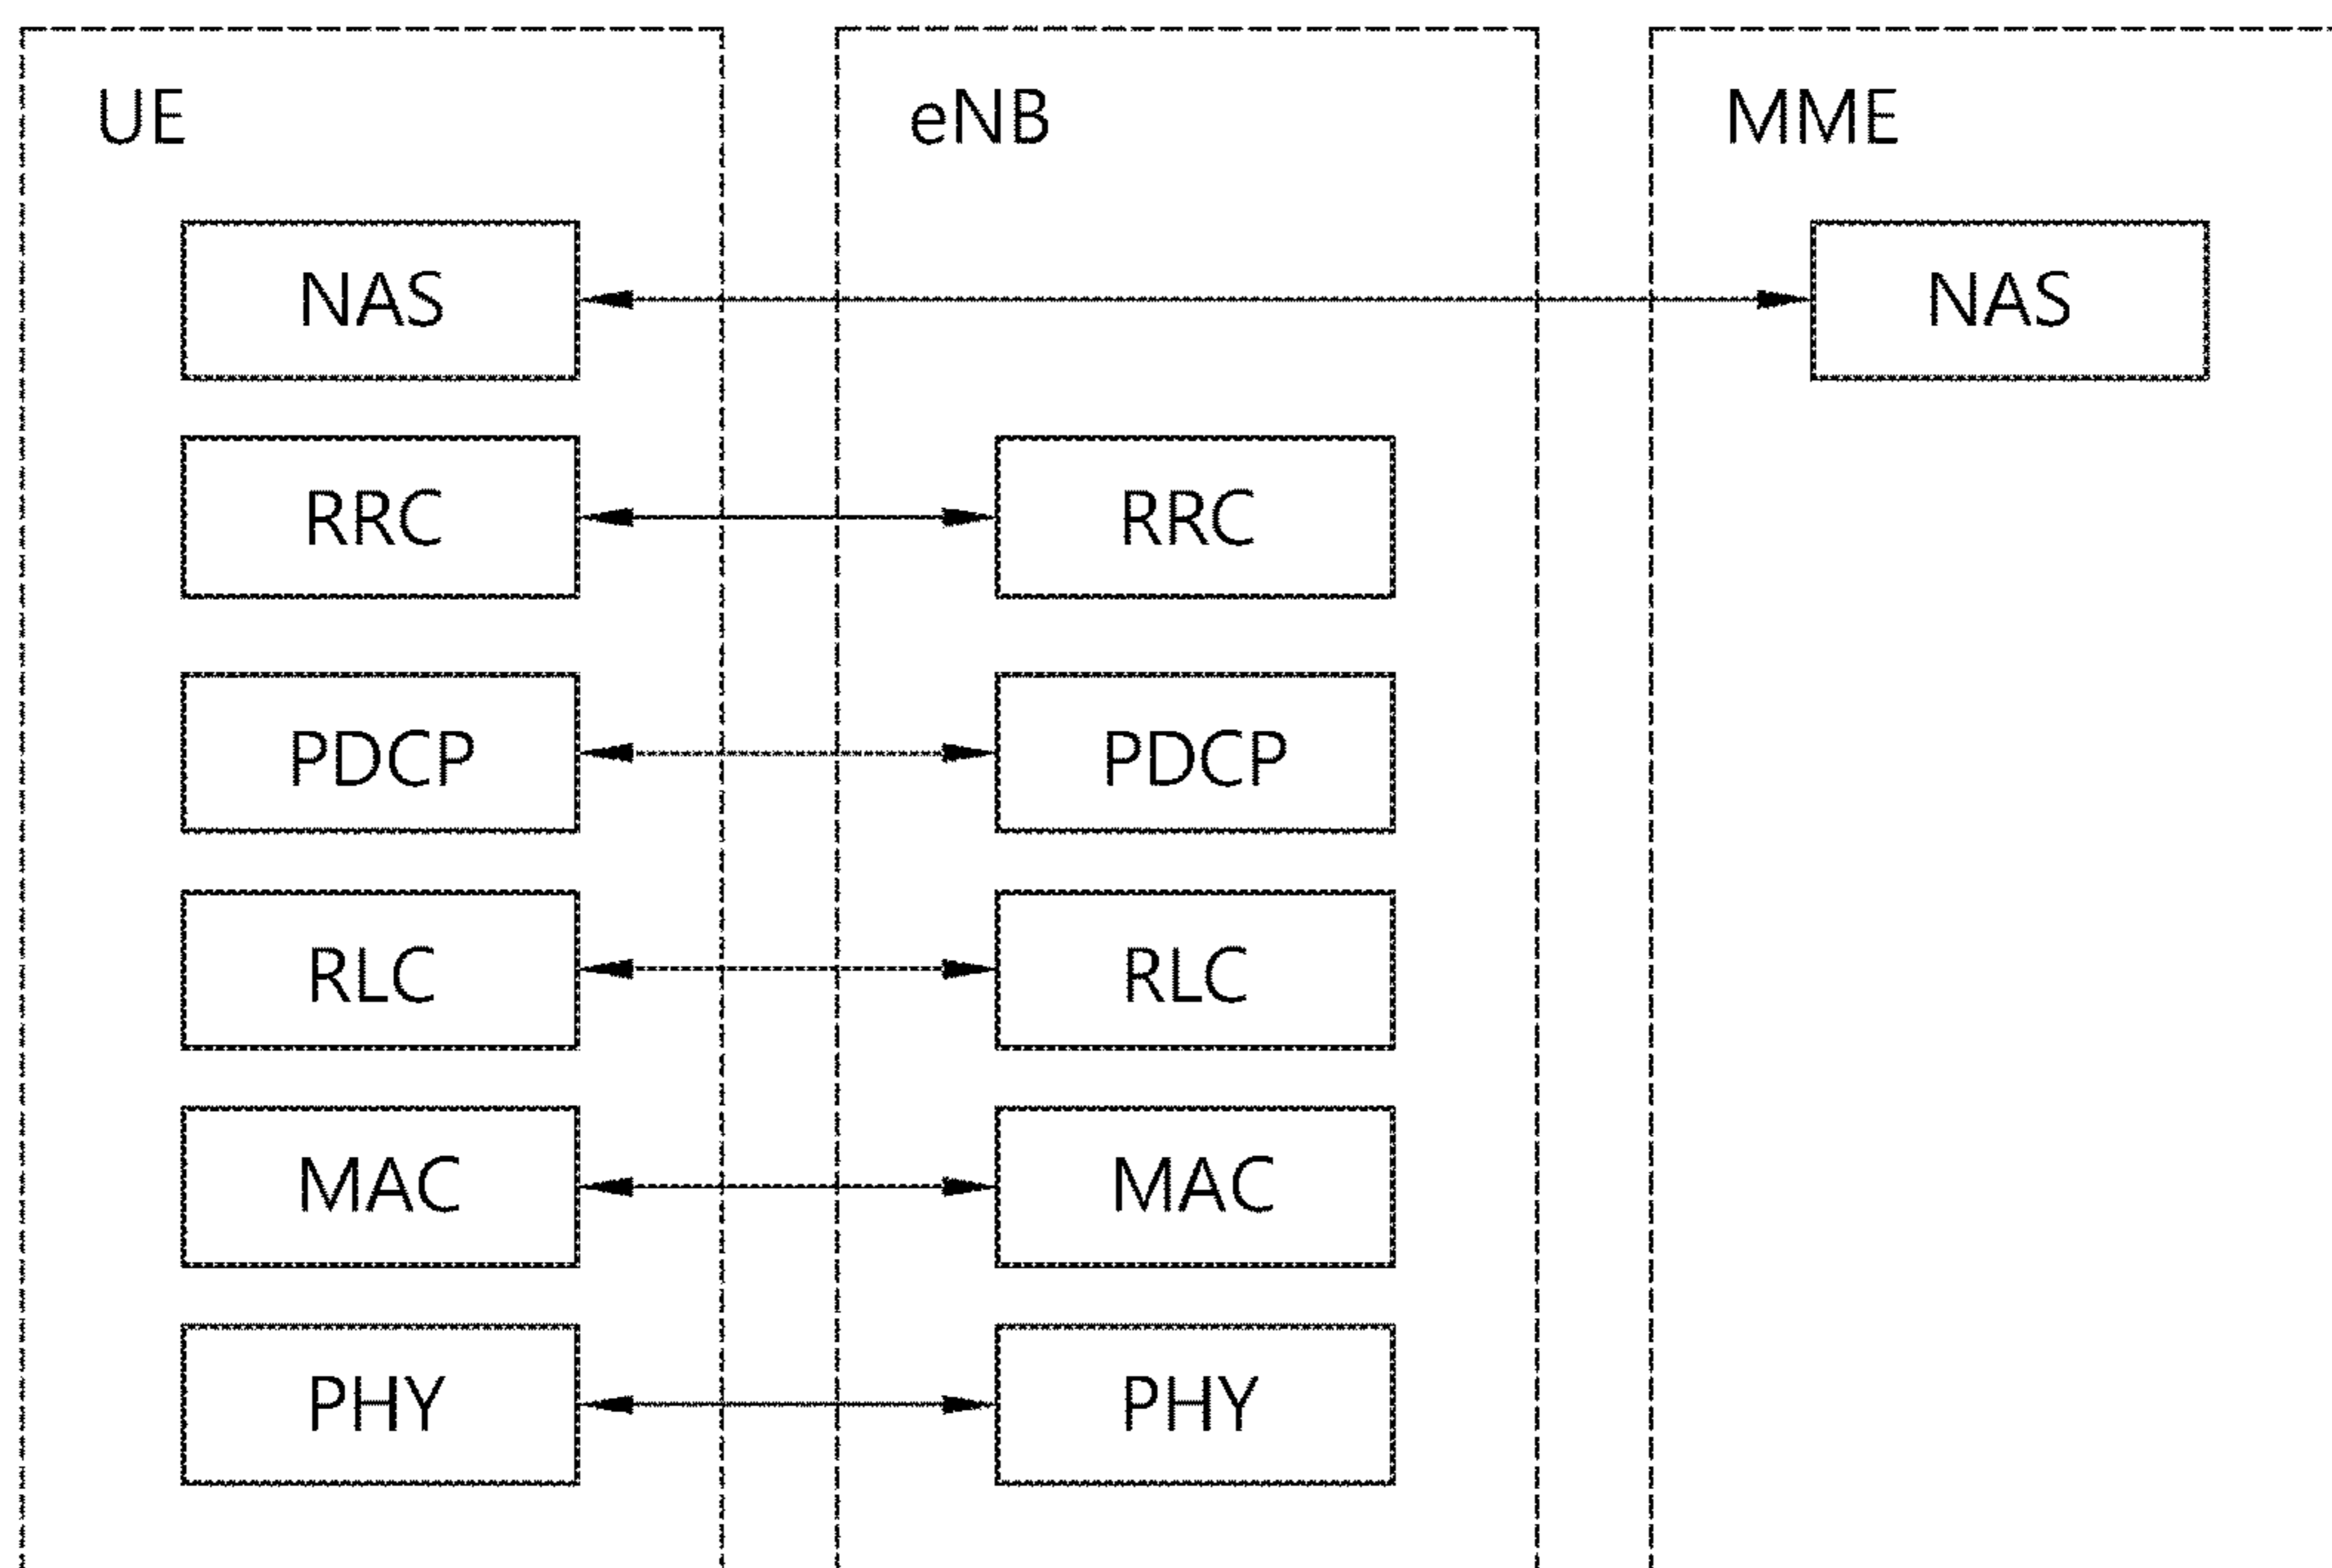 UE eNB MME
NAS NAS
RRC RRC
PDCP PDCP
RLC RLC
MAC MAC
PHY PHY